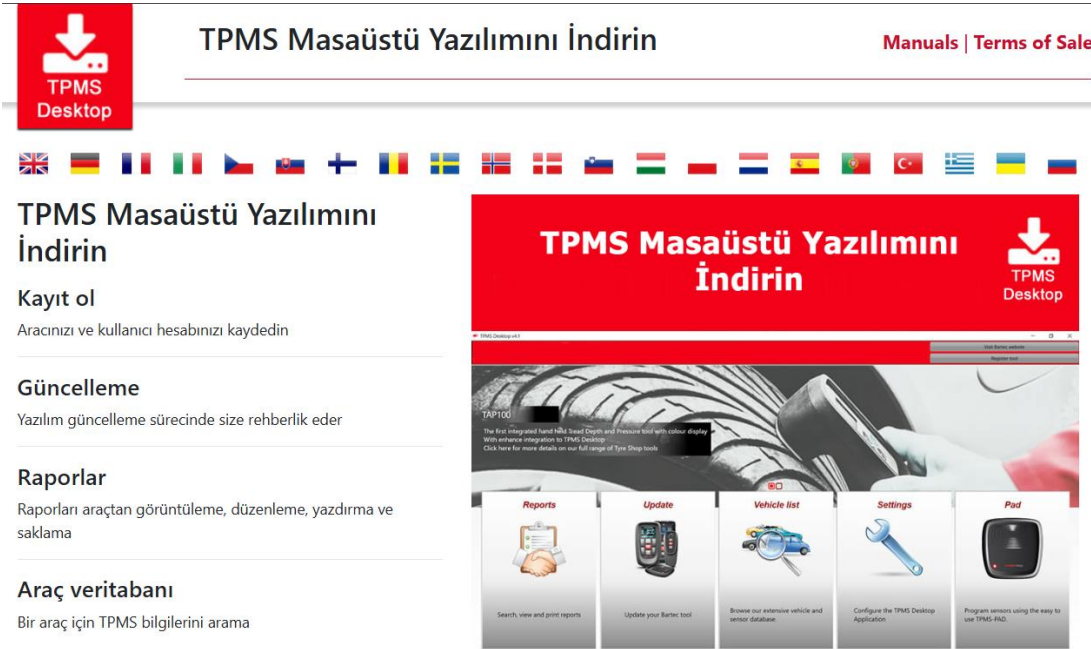 TPMS
Desktop
TPMS Masaüstü Yazılımını İndirin
Manuals | Terms of Sale
TPMS Masaüstü Yazılımını
İndirin
Kayıt ol
Aracınızı ve kullanıcı hesabınızı kaydedin
Güncelleme
Yazılım güncelleme sürecinde size rehberlik eder
Raporlar
Raporları araçtan görüntüleme, düzenleme, yazdırma ve
saklama
Araç veritabanı
Bir araç için TPMS bilgilerini arama
TPMS Masaüstü Yazılımını
İndirin
TPMS
Desktop
TPMS Desktop v4.5
Visit Bartec website
Register tool
TAP100
The first integrated hand held Tread Depth and Pressure tool with colour display
With enhance integration to TPMS Desktop
Click here for more details on our full range of Tyre Shop tools
Reports
Search, view and print reports
Update
Update your Bartec tool
Vehicle list
Browse our extensive vehicle and
sensor database.
Settings
Configure the TPMS Desktop
Application
Pad
Program sensors using the easy to
use TPMS-PAD.